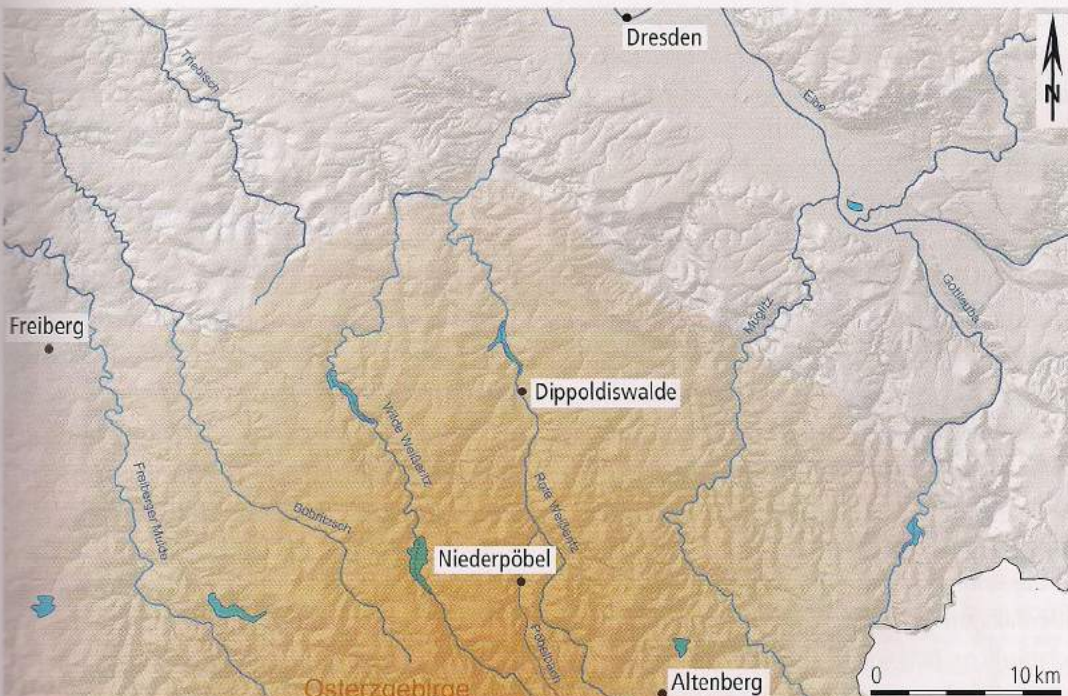 Dresden
N
Triebisch
Elbe
Gottleuba
Müglitz
Freiberg
Dippoldiswalde
Wilde Weißeritz
Rote Weißeritz
Freiberger Mulde
Bobritzsch
Niederpöbel
Pöbelbach
Osterzgebirge
Altenberg
0 10 km